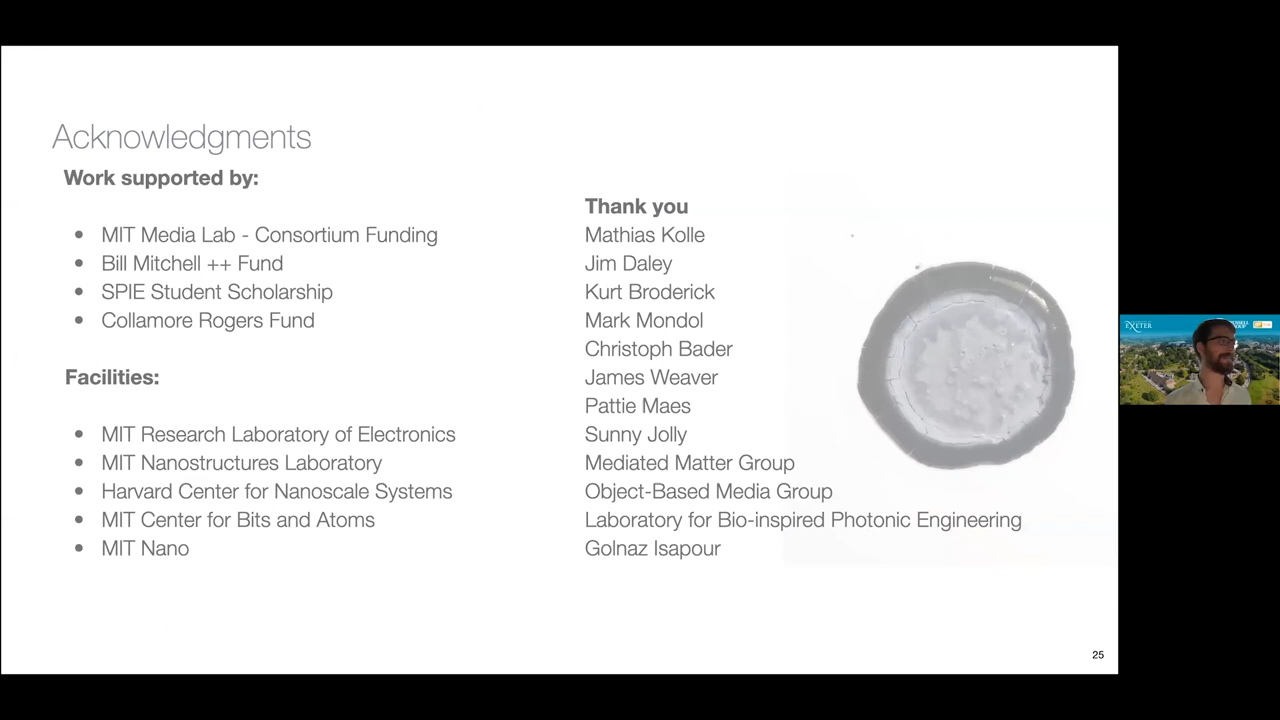 Acknowledgments
Work supported by:
• MIT Media Lab - Consortium Funding
• Bill Mitchell ++ Fund
• SPIE Student Scholarship
• Collamore Rogers Fund
Facilities:
• MIT Research Laboratory of Electronics
• MIT Nanostructures Laboratory
• Harvard Center for Nanoscale Systems
• MIT Center for Bits and Atoms
• MIT Nano
Thank you
Mathias Kolle
Jim Daley
Kurt Broderick
Mark Mondol
Christoph Bader
James Weaver
Pattie Maes
Sunny Jolly
Mediated Matter Group
Object-Based Media Group
Laboratory for Bio-inspired Photonic Engineering
Golnaz Isapour
25
EXETER